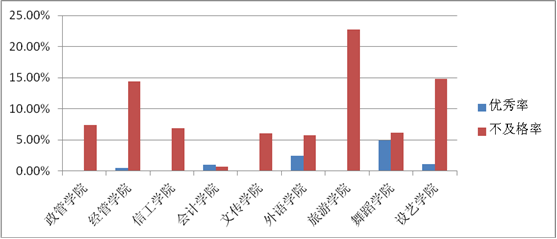 25.00%
20.00%
15.00%
10.00%
5.00%
0.00%
政管学院
经管学院
信工学院
会计学院
文传学院
外语学院
旅游学院
舞蹈学院
设艺学院
优秀率
不及格率